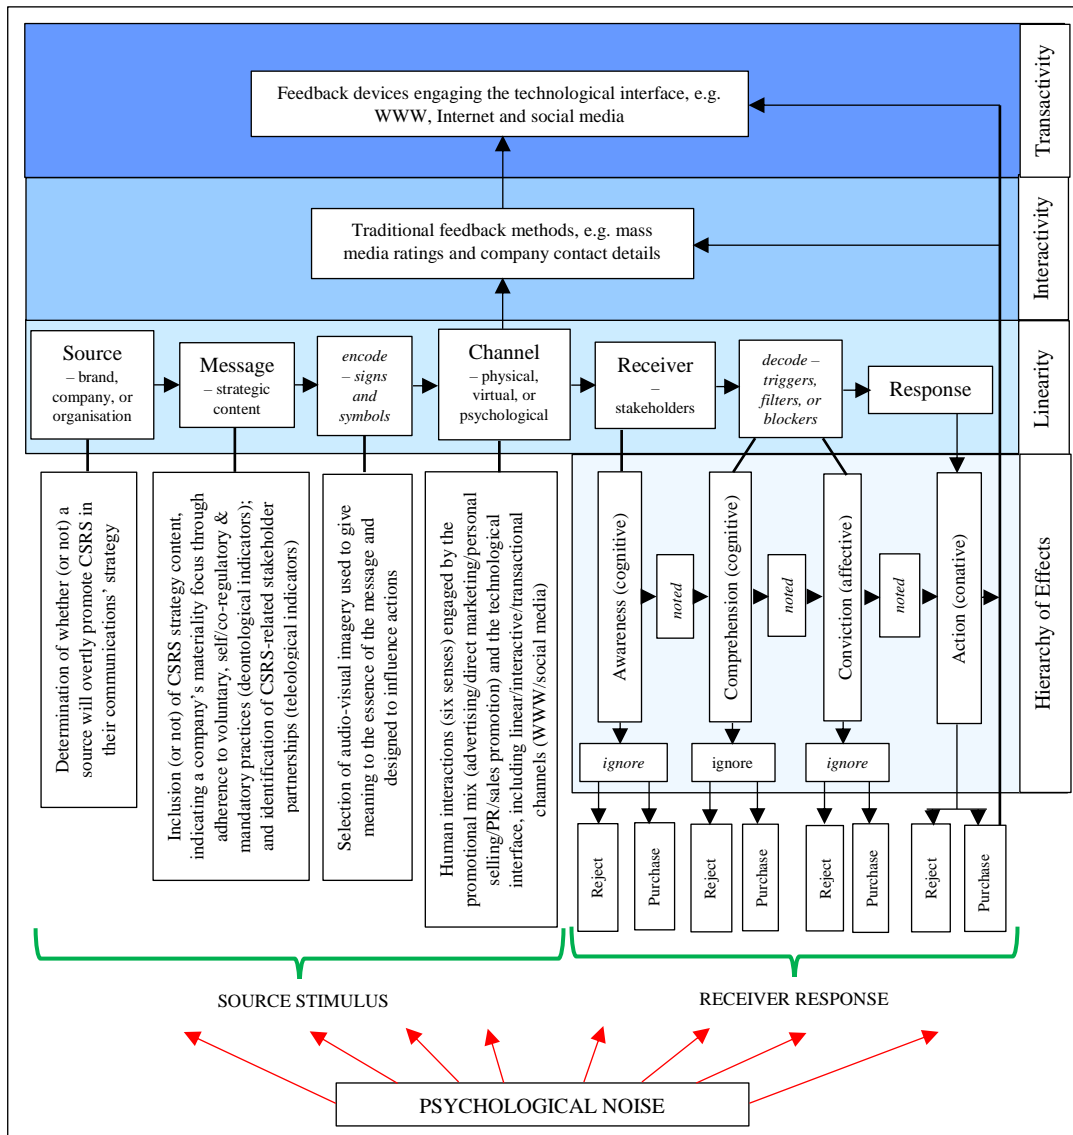 Transactivity
Feedback devices engaging the technological interface, e.g.
WWW, Internet and social media
Interactivity
Traditional feedback methods, e.g. mass
media ratings and company contact details
Linearity
Source
– brand,
company, or
organisation
Message
– strategic
content
encode
– signs
and
symbols
Channel
– physical,
virtual, or
psychological
Receiver
–
stakeholders
decode –
triggers,
filters, or
blockers
Response
Hierarchy of Effects
Determination of whether (or not) a
source will overtly promote CSRS in
their communications’ strategy
Inclusion (or not) of CSRS strategy content,
indicating a company’s materiality focus through
adherence to voluntary, self/co-regulatory &
mandatory practices (deontological indicators);
and identification of CSRS-related stakeholder
partnerships (teleological indicators)
Selection of audio-visual imagery used to give
meaning to the essence of the message and
designed to influence actions
Human interactions (six senses) engaged by the
promotional mix (advertising/direct marketing/personal
selling/PR/sales promotion) and the technological
interface, including linear/interactive/transactional
channels (WWW/social media)
Awareness (cognitive)
noted
Comprehension (cognitive)
noted
Conviction (affective)
noted
Action (conative)
ignore
ignore
ignore
Reject
Purchase
Reject
Purchase
Reject
Purchase
Reject
Purchase
SOURCE STIMULUS
RECEIVER RESPONSE
PSYCHOLOGICAL NOISE